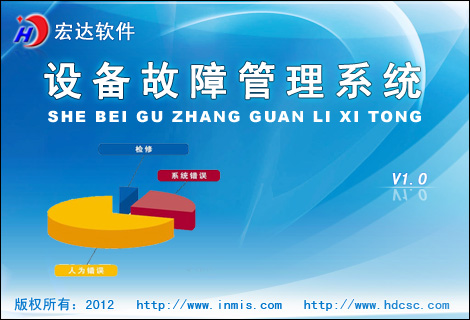 宏达软件
设备故障管理系统
SHE BEI GU ZHANG GUAN LI XI TONG
检修
系统错误
V1.0
人为错误
版权所有：2012 http://www.inmis.com http://www.hdcsc.com